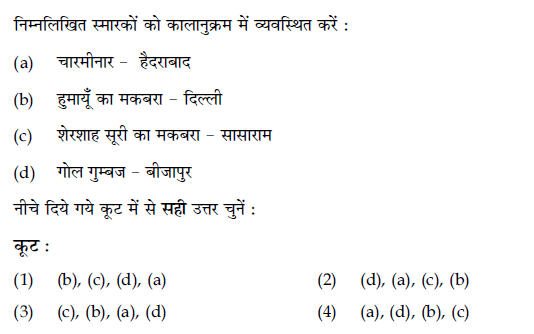 निम्नलिखित स्मारकों को कालानुक्रम में व्यवस्थित करें :
(a) चारमीनार – हैदराबाद
(b) हुमायूँ का मकबरा – दिल्ली
(c) शेरशाह सूरी का मकबरा – सासाराम
(d) गोल गुम्बज – बीजापुर
नीचे दिये गये कूट में से सही उत्तर चुनें :
कूट :
(1) (b), (c), (d), (a) (2) (d), (a), (c), (b)
(3) (c), (b), (a), (d) (4) (a), (d), (b), (c)